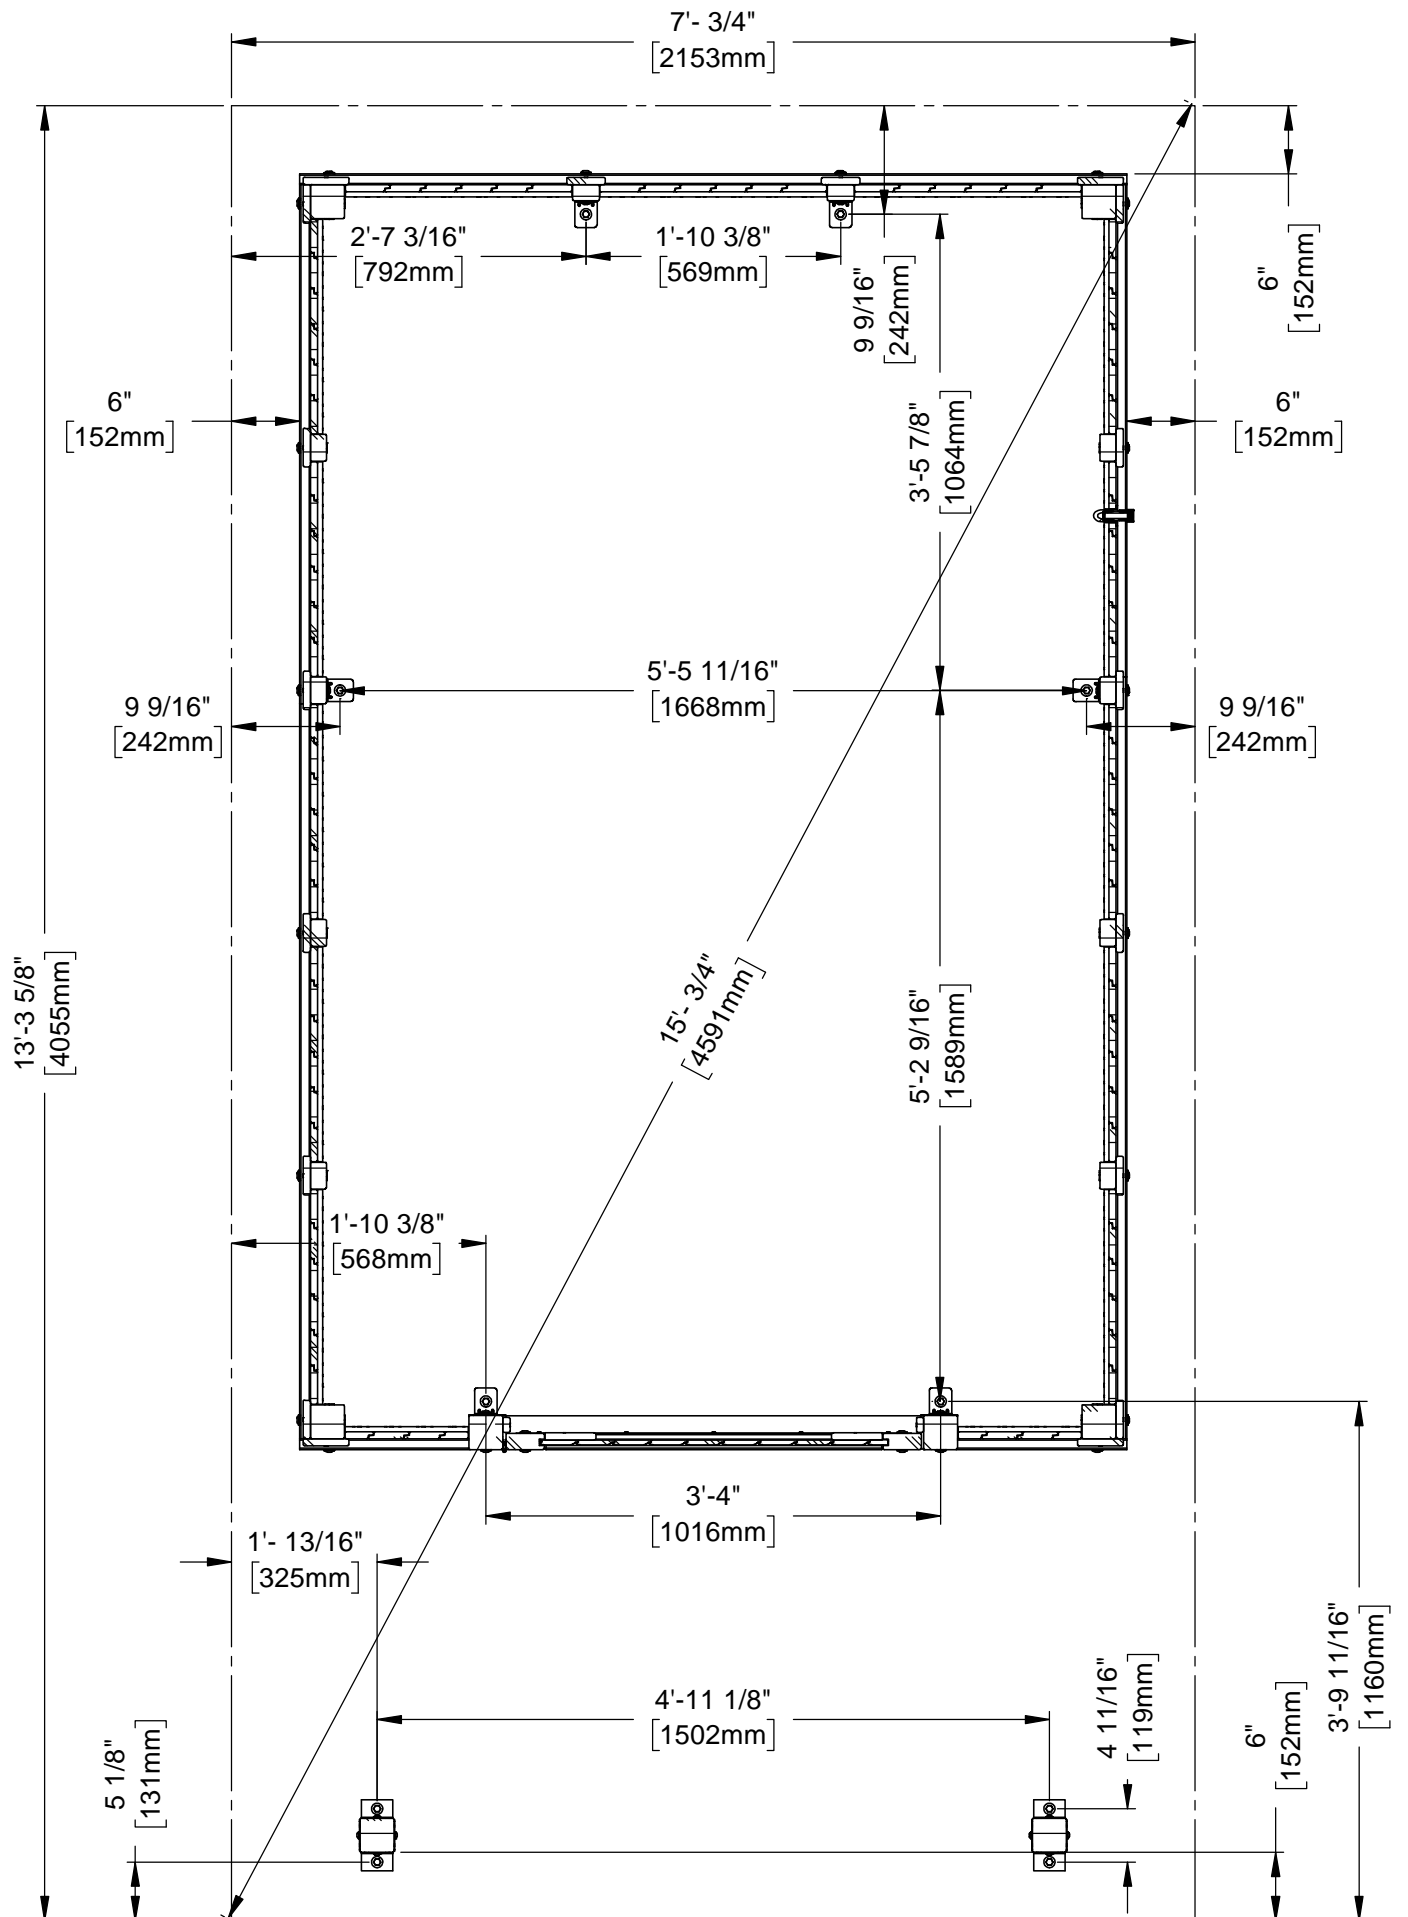 7'- 3/4"
[2153mm]
2'-7 3/16"
[792mm]
1'-10 3/8"
[569mm]
9 9/16"
[242mm]
6"
[152mm]
6"
[152mm]
3'-5 7/8"
[1064mm]
6"
[152mm]
5'-5 11/16"
[1668mm]
9 9/16"
[242mm]
9 9/16"
[242mm]
13'-3 5/8"
[4055mm]
15'- 3/4"
[4591mm]
5'-2 9/16"
[1589mm]
1'-10 3/8"
[568mm]
3'-4"
[1016mm]
1'- 13/16"
[325mm]
4'-11 1/8"
[1502mm]
4 11/16"
[119mm]
6"
[152mm]
3'-9 11/16"
[1160mm]
5 1/8"
[131mm]